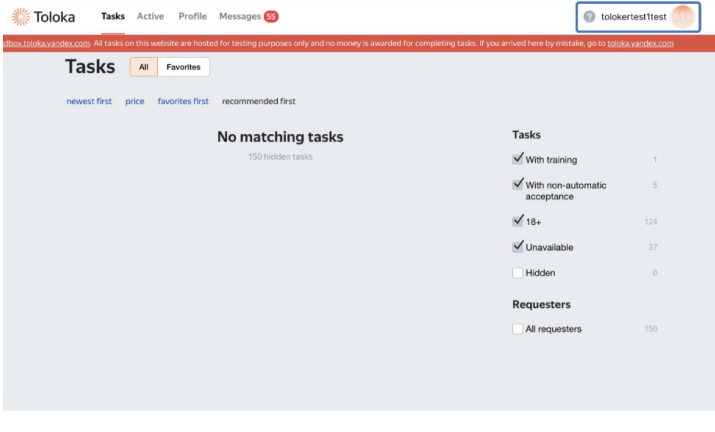 Toloka
Tasks Active Profile Messages 55
? tolokertest1test
dbox.toloka.yandex.com. All tasks on this website are hosted for testing purposes only and no money is awarded for completing tasks. If you arrived here by mistake, go to toloka.yandex.com
Tasks All Favorites
newest first price favorites first recommended first
No matching tasks
150 hidden tasks
Tasks
With training 1
With non-automatic 5
acceptance
18+ 124
Unavailable 37
Hidden 0
Requesters
All requesters 150